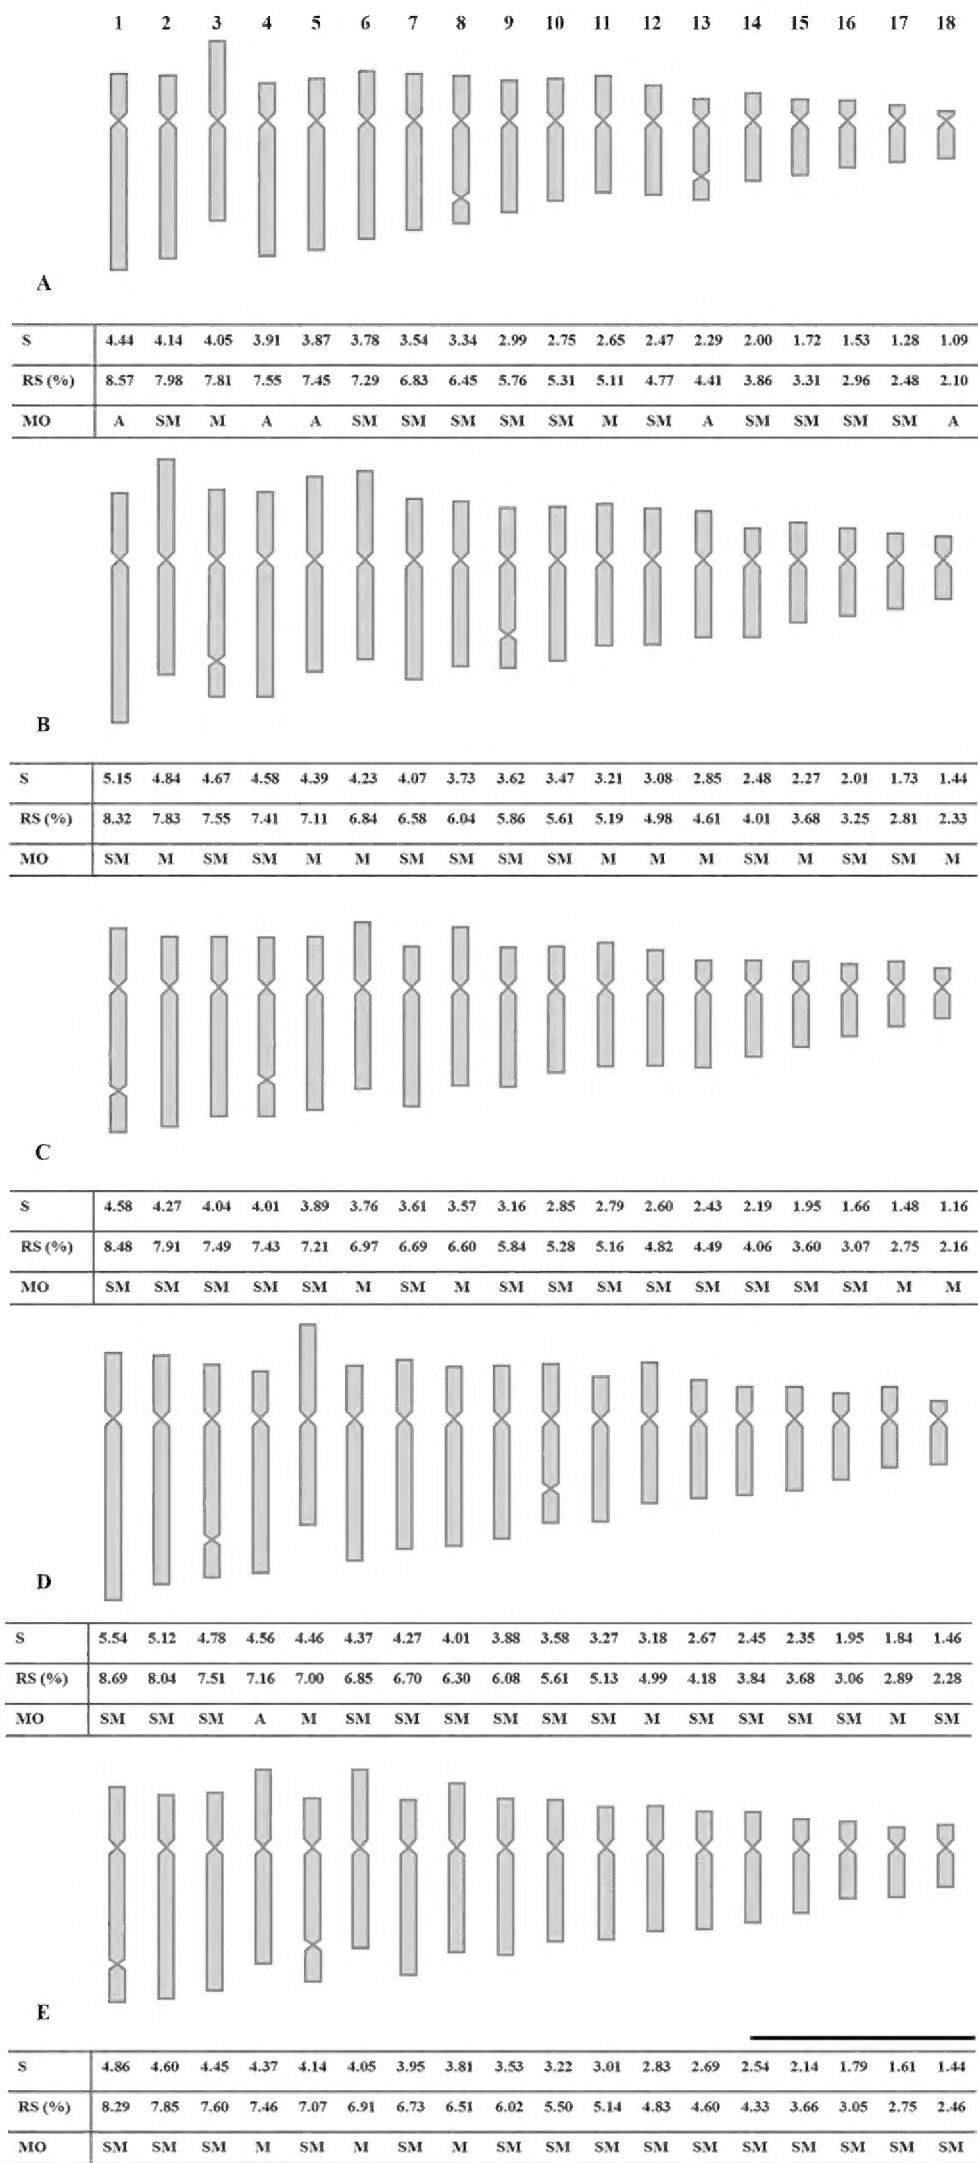 1 2 3 4 5 6 7 8 9 10 11 12 13 14 15 16 17 18
A
S 4.44 4.14 4.05 3.91 3.87 3.78 3.54 3.34 2.99 2.75 2.65 2.47 2.29 2.00 1.72 1.53 1.28 1.09
RS (%) 8.57 7.98 7.81 7.55 7.45 7.29 6.83 6.45 5.76 5.31 5.11 4.77 4.41 3.86 3.31 2.96 2.48 2.10
MO A SM M A A SM SM SM SM SM M SM A SM SM SM SM A
B
S 5.15 4.84 4.67 4.58 4.39 4.23 4.07 3.73 3.62 3.47 3.21 3.08 2.85 2.48 2.27 2.01 1.73 1.44
RS (%) 8.32 7.83 7.55 7.41 7.11 6.84 6.58 6.04 5.86 5.61 5.19 4.98 4.61 4.01 3.68 3.25 2.81 2.33
MO SM M SM SM M M SM SM SM SM M M M SM M SM SM M
C
S 4.58 4.27 4.04 4.01 3.89 3.76 3.61 3.57 3.16 2.85 2.79 2.60 2.43 2.19 1.95 1.66 1.48 1.16
RS (%) 8.48 7.91 7.49 7.43 7.21 6.97 6.69 6.60 5.84 5.28 5.16 4.82 4.49 4.06 3.60 3.07 2.75 2.16
MO SM SM SM SM SM M SM M SM SM SM SM SM SM SM SM M M
D
S 5.54 5.12 4.78 4.56 4.46 4.37 4.27 4.01 3.88 3.58 3.27 3.18 2.67 2.45 2.35 1.95 1.84 1.46
RS (%) 8.69 8.04 7.51 7.16 7.00 6.85 6.70 6.30 6.08 5.61 5.13 4.99 4.18 3.84 3.68 3.06 2.89 2.28
MO SM SM SM A M SM SM SM SM SM SM M SM SM SM SM M SM
E
S 4.86 4.60 4.45 4.37 4.14 4.05 3.95 3.81 3.53 3.22 3.01 2.83 2.69 2.54 2.14 1.79 1.61 1.44
RS (%) 8.29 7.85 7.60 7.46 7.07 6.91 6.73 6.51 6.02 5.50 5.14 4.83 4.60 4.33 3.66 3.05 2.75 2.46
MO SM SM SM M SM M SM M SM SM SM SM SM SM SM SM SM SM